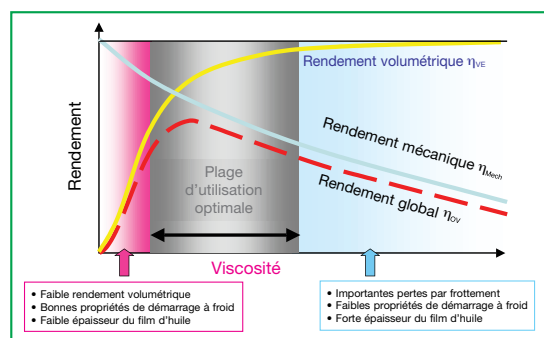 Rendement
Rendement volumétrique ηVE
Rendement mécanique ηMech
Rendement global ηOV
Plage
d'utilisation
optimale
Viscosité
• Faible rendement volumétrique
• Bonnes propriétés de démarrage à froid
• Faible épaisseur du film d'huile
• Importantes pertes par frottement
• Faibles propriétés de démarrage à froid
• Forte épaisseur du film d'huile